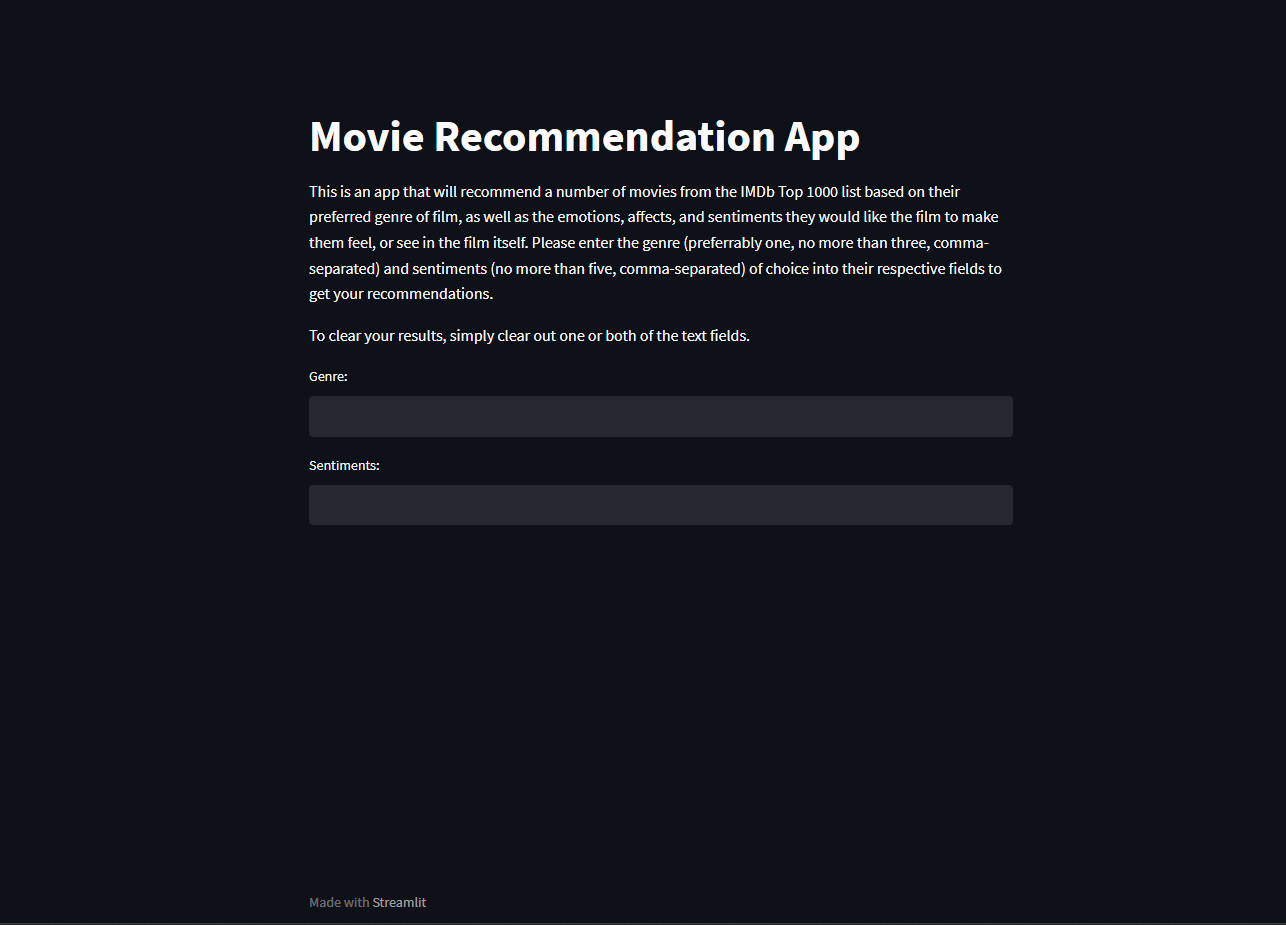 Movie Recommendation App
This is an app that will recommend a number of movies from the IMDb Top 1000 list based on their
preferred genre of film, as well as the emotions, affects, and sentiments they would like the film to make
them feel, or see in the film itself. Please enter the genre (preferrably one, no more than three, comma-
separated) and sentiments (no more than five, comma-separated) of choice into their respective fields to
get your recommendations.
To clear your results, simply clear out one or both of the text fields.
Genre:
Sentiments:
Made with Streamlit